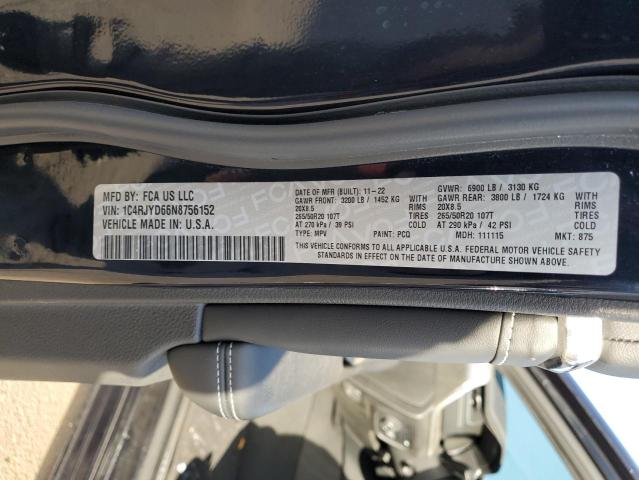 MFD BY: FCA US LLC
VIN: 1C4RJYD66N8756152
VEHICLE MADE IN: U.S.A.
DATE OF MFR (BUILT): 11-22
GAWR FRONT: 3200 LB / 1452 KG
WITH
20X8.5 RIMS
265/50R20 107T TIRES
AT 270 kPa / 39 PSI COLD
TYPE: MPV PAINT: PCQ
GVWR: 6900 LB / 3130 KG
GAWR REAR: 3800 LB / 1724 KG
WITH
20X8.5 RIMS
265/50R20 107T TIRES
AT 290 kPa / 42 PSI COLD
MDH: 111115 MKT: 875
THIS VEHICLE CONFORMS TO ALL APPLICABLE U.S.A. FEDERAL MOTOR VEHICLE SAFETY
STANDARDS IN EFFECT ON THE DATE OF MANUFACTURE SHOWN ABOVE.